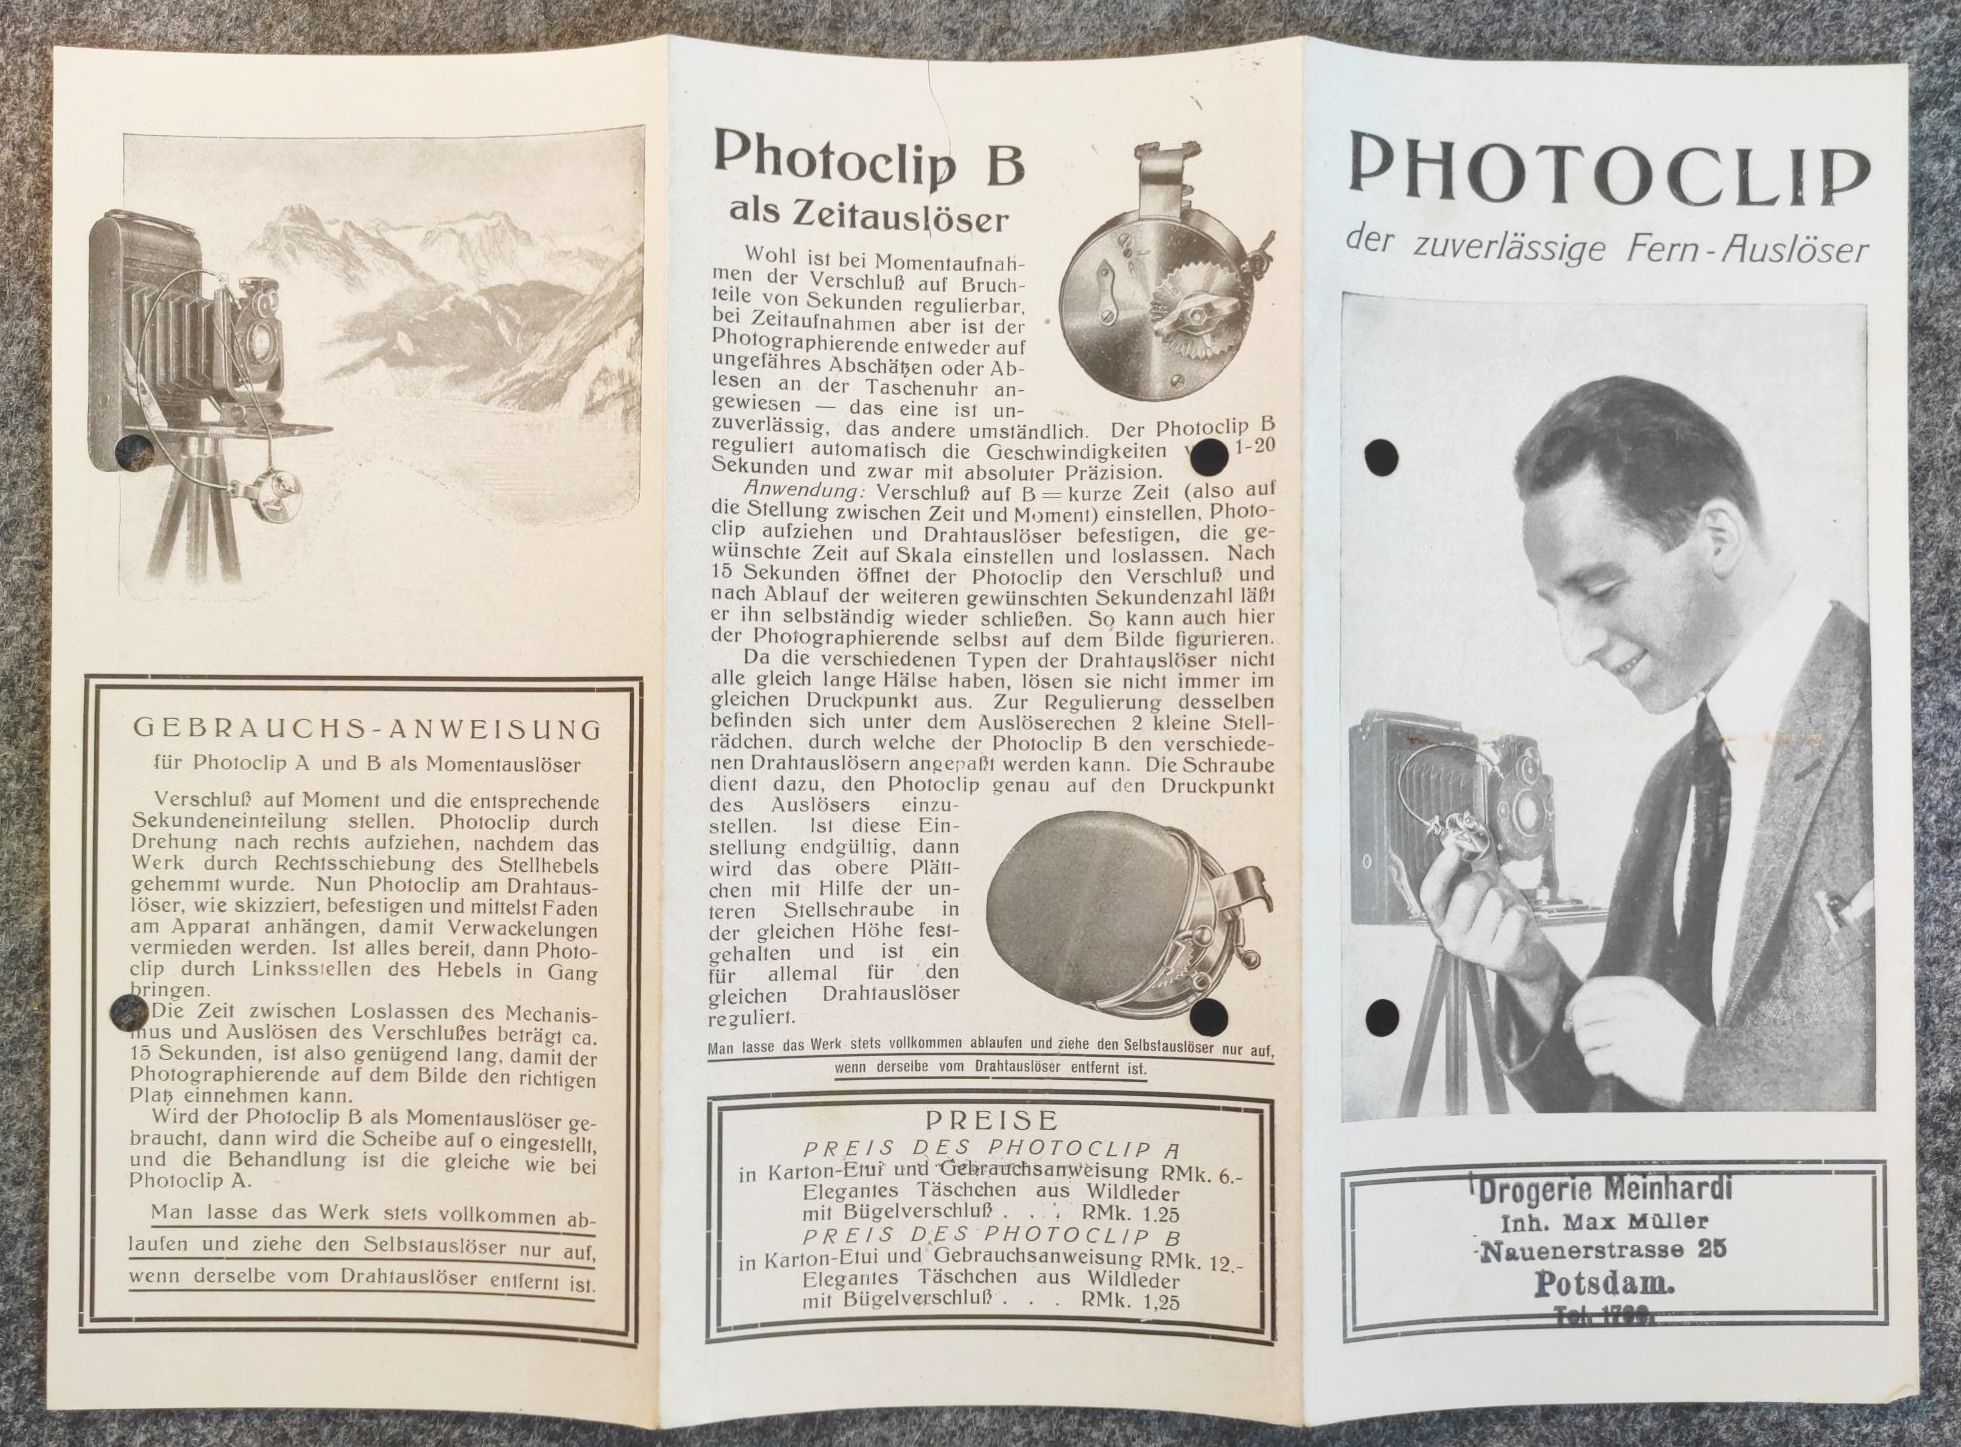 GEBRAUCHS-ANWEISUNG
für Photoclip A und B als Momentauslöser
Verschluß auf Moment und die entsprechende
Sekundeneinteilung stellen. Photoclip durch
Drehung nach rechts aufziehen, nachdem das
Werk durch Rechtsschiebung des Stellhebels
gehemmt wurde. Nun Photoclip am Drahtaus-
löser, wie skizziert, befestigen und mittelst Faden
am Apparat anhängen, damit Verwackelungen
vermieden werden. Ist alles bereit, dann Photo-
clip durch Linksstellen des Hebels in Gang
bringen.
Die Zeit zwischen Loslassen des Mechanis-
mus und Auslösen des Verschlußes beträgt ca.
15 Sekunden, ist also genügend lang, damit der
Photographierende auf dem Bilde den richtigen
Platz einnehmen kann.
Wird der Photoclip B als Momentauslöser ge-
braucht, dann wird die Scheibe auf o eingestellt,
und die Behandlung ist die gleiche wie bei
Photoclip A.
Man lasse das Werk stets vollkommen ab-
laufen und ziehe den Selbstauslöser nur auf,
wenn derselbe vom Drahtauslöser entfernt ist.
Photoclip B
als Zeitauslöser
Wohl ist bei Momentaufnah-
men der Verschluß auf Bruch-
teile von Sekunden regulierbar,
bei Zeitaufnahmen aber ist der
Photographierende entweder auf
ungefähres Abschätzen oder Ab-
lesen an der Taschenuhr an-
gewiesen — das eine ist un-
zuverlässig, das andere umständlich. Der Photoclip B
reguliert automatisch die Geschwindigkeiten 1-20
Sekunden und zwar mit absoluter Präzision.
Anwendung: Verschluß auf B = kurze Zeit (also auf
die Stellung zwischen Zeit und Moment) einstellen, Photo-
clip aufziehen und Drahtauslöser befestigen, die ge-
wünschte Zeit auf Skala einstellen und loslassen. Nach
15 Sekunden öffnet der Photoclip den Verschluß und
nach Ablauf der weiteren gewünschten Sekundenzahl läßt
er ihn selbständig wieder schließen. So kann auch hier
der Photographierende selbst auf dem Bilde figurieren.
Da die verschiedenen Typen der Drahtauslöser nicht
alle gleich lange Hälse haben, lösen sie nicht immer im
gleichen Druckpunkt aus. Zur Regulierung desselben
befinden sich unter dem Auslöserechen 2 kleine Stell-
rädchen, durch welche der Photoclip B den verschiede-
nen Drahtauslösern angepaßt werden kann. Die Schraube
dient dazu, den Photoclip genau auf den Druckpunkt
des Auslösers einzu-
stellen. Ist diese Ein-
stellung endgültig, dann
wird das obere Plätt-
chen mit Hilfe der un-
teren Stellschraube in
der gleichen Höhe fest-
gehalten und ist ein
für allemal für den
gleichen Drahtauslöser
reguliert.
Man lasse das Werk stets vollkommen ablaufen und ziehe den Selbstauslöser nur auf,
wenn derselbe vom Drahtauslöser entfernt ist.
PREISE
PREIS DES PHOTOCLIP A
in Karton-Etui und Gebrauchsanweisung RMk. 6.-
Elegantes Täschchen aus Wildleder
mit Bügelverschluß . . . RMk. 1.25
PREIS DES PHOTOCLIP B
in Karton-Etui und Gebrauchsanweisung RMk. 12.-
Elegantes Täschchen aus Wildleder
mit Bügelverschluß . . . RMk. 1,25
PHOTOCLIP
der zuverlässige Fern-Auslöser
Drogerie Meinhardi
Inh. Max Müller
Nauenerstrasse 25
Potsdam.
Tel.